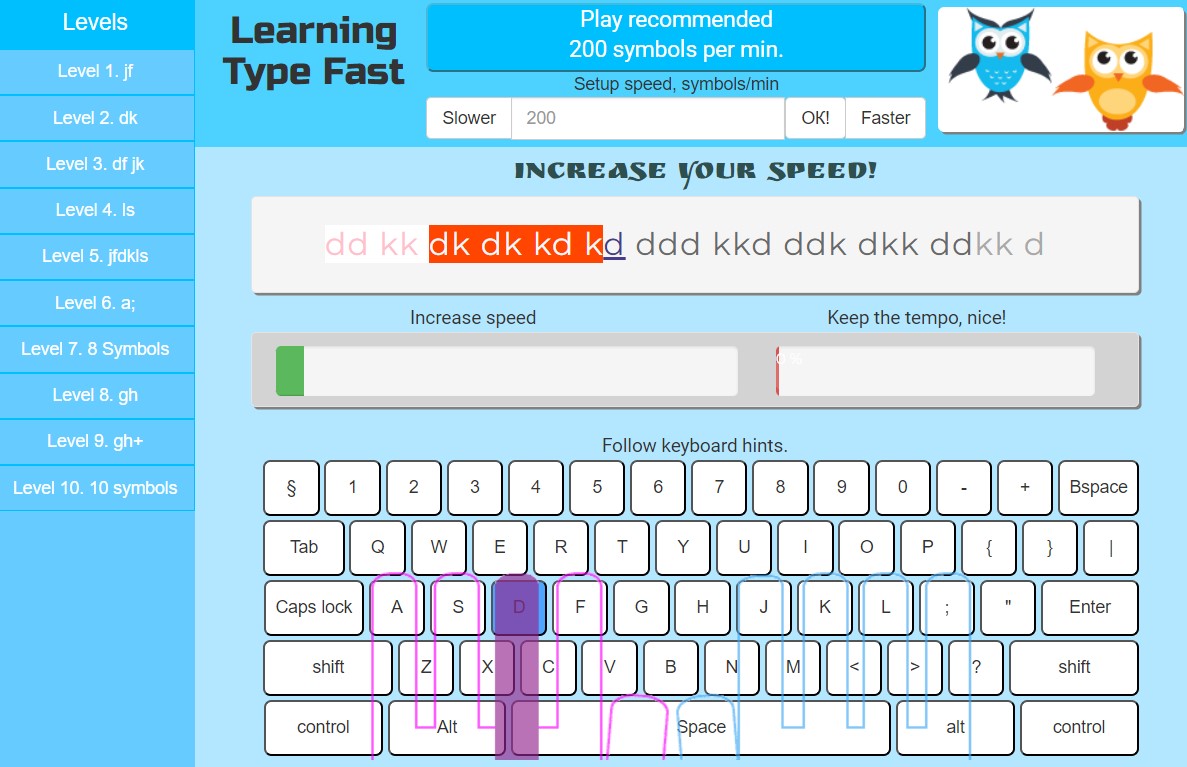 Levels
Level 1. jf
Level 2. dk
Level 3. df jk
Level 4. ls
Level 5. jfdkls
Level 6. a;
Level 7. 8 Symbols
Level 8. gh
Level 9. gh+
Level 10. 10 symbols
Learning
Type Fast
Play recommended
200 symbols per min.
Setup speed, symbols/min
Slower 200 OK! Faster
INCREASE YOUR SPEED!
dd kk dk dk kd kd ddd kkd ddk dkk ddkk d
Increase speed Keep the tempo, nice!
0 %
Follow keyboard hints.
§ 1 2 3 4 5 6 7 8 9 0 - + Bspace
Tab Q W E R T Y U I O P { } |
Caps lock A S D F G H J K L ; " Enter
shift Z X C V B N M < > ? shift
control Alt Space alt control